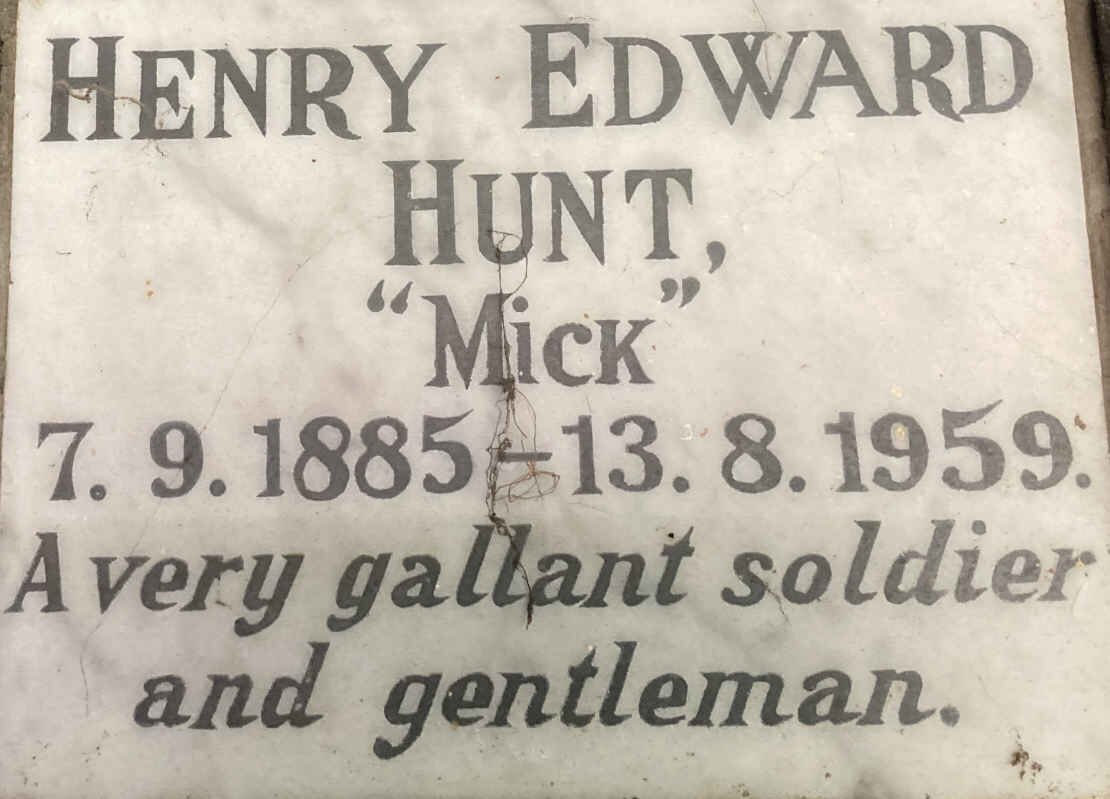 HENRY EDWARD
HUNT,
“Mick”
7. 9. 1885 – 13. 8. 1959.
A very gallant soldier
and gentleman.